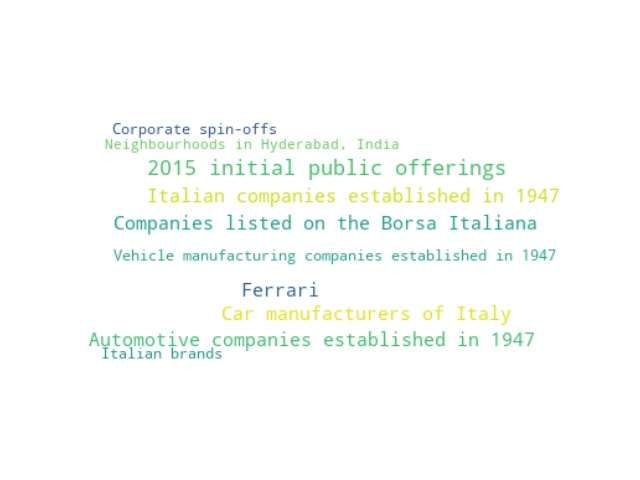 Corporate spin-offs
Neighbourhoods in Hyderabad, India
2015 initial public offerings
Italian companies established in 1947
Companies listed on the Borsa Italiana
Vehicle manufacturing companies established in 1947
Ferrari
Car manufacturers of Italy
Automotive companies established in 1947
Italian brands